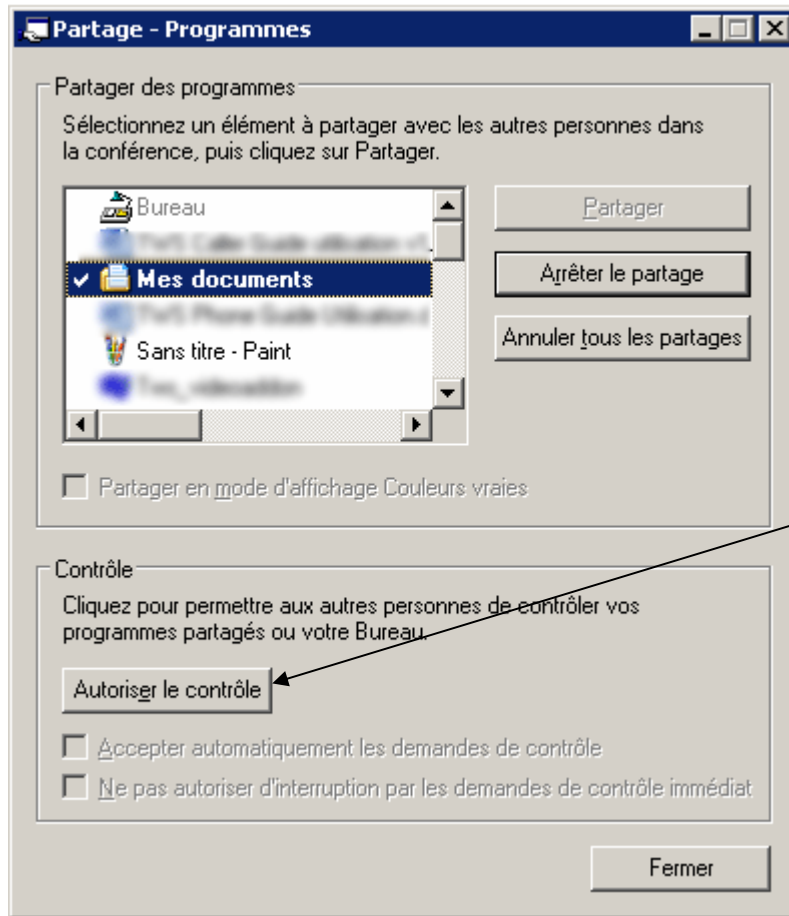 Partage - Programmes
Partager des programmes
Sélectionnez un élément à partager avec les autres personnes dans
la conférence, puis cliquez sur Partager.
Bureau
Partager
Mes documents
Arrêter le partage
Sans titre - Paint
Annuler tous les partages
Partager en mode d'affichage Couleurs vraies
Contrôle
Cliquez pour permettre aux autres personnes de contrôler vos
programmes partagés ou votre Bureau.
Autoriser le contrôle
Accepter automatiquement les demandes de contrôle
Ne pas autoriser d'interruption par les demandes de contrôle immédiat
Fermer